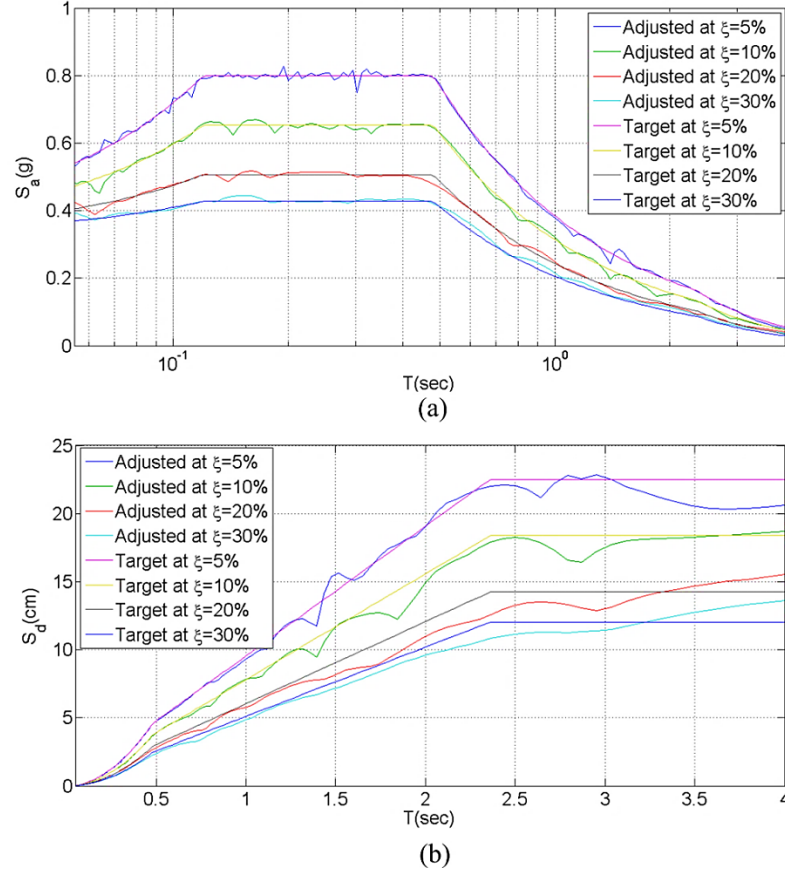 1
0.8
0.6
0.4
0.2
0
S_a(g)
Adjusted at ξ=5%
Adjusted at ξ=10%
Adjusted at ξ=20%
Adjusted at ξ=30%
Target at ξ=5%
Target at ξ=10%
Target at ξ=20%
Target at ξ=30%
10^-1 10^0
T(sec)
(a)
25
20
15
10
5
0
S_d(cm)
Adjusted at ξ=5%
Adjusted at ξ=10%
Adjusted at ξ=20%
Adjusted at ξ=30%
Target at ξ=5%
Target at ξ=10%
Target at ξ=20%
Target at ξ=30%
0.5 1 1.5 2 2.5 3 3.5 4
T(sec)
(b)